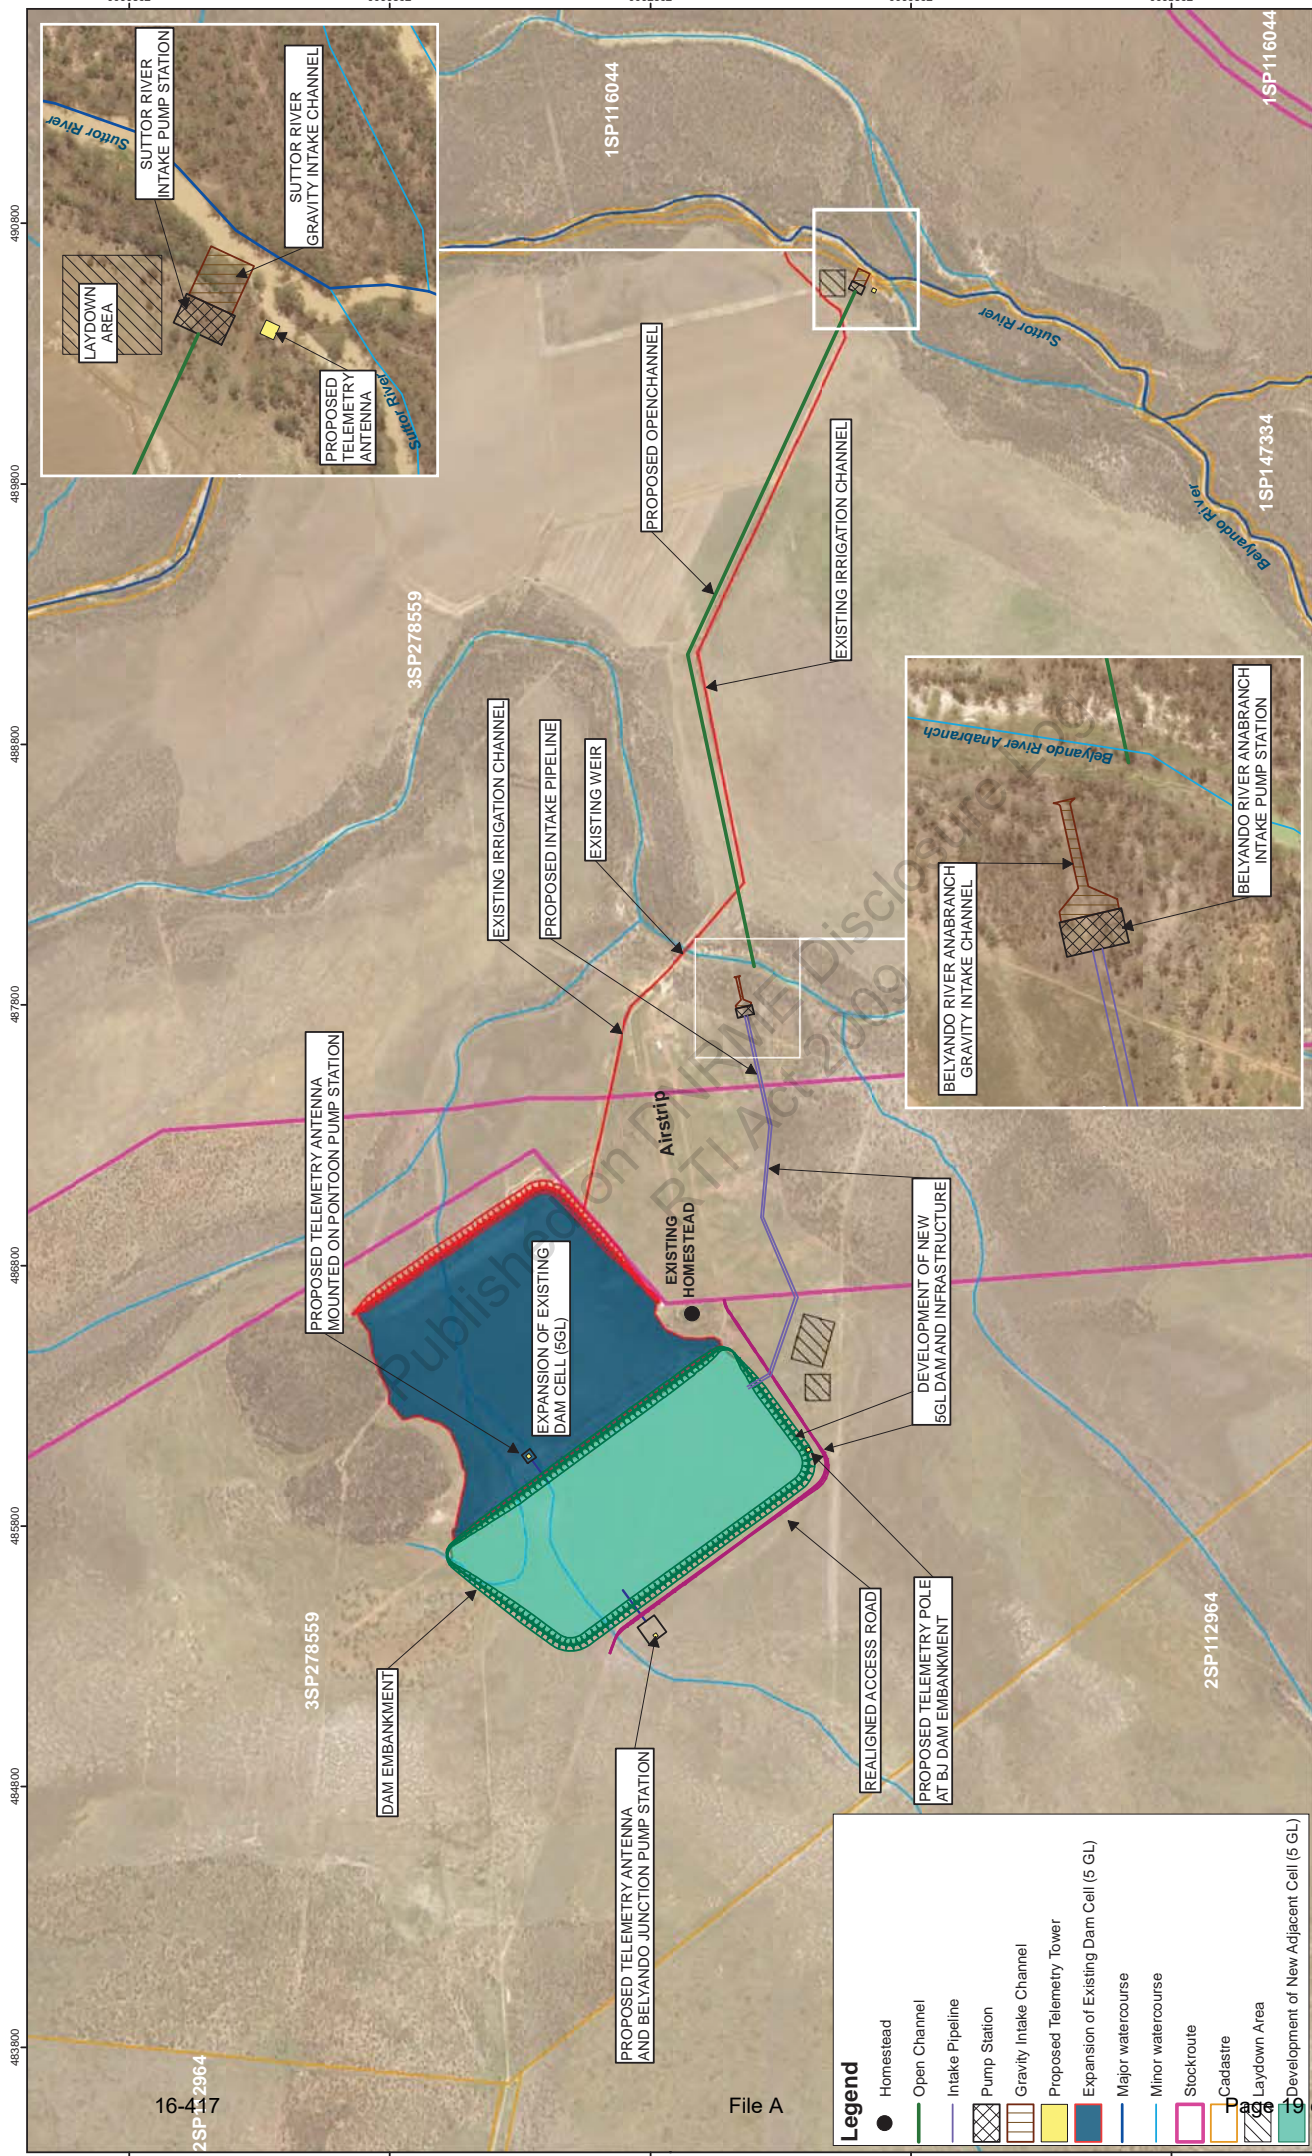 490800
489800
488800
487800
486800
485800
484800
483800
Suttor River
SUTTOR RIVER
INTAKE PUMP STATION
SUTTOR RIVER
GRAVITY INTAKE CHANNEL
LAYDOWN
AREA
PROPOSED
TELEMETRY
ANTENNA
Suttor River
1SP116044
1SP116044
Suttor River
1SP147334
Belyando River
3SP278559
PROPOSED OPENCHANNEL
EXISTING IRRIGATION CHANNEL
EXISTING IRRIGATION CHANNEL
PROPOSED INTAKE PIPELINE
EXISTING WEIR
Belyando River Anabranch
BELYANDO RIVER ANABRANCH
GRAVITY INTAKE CHANNEL
BELYANDO RIVER ANABRANCH
INTAKE PUMP STATION
PROPOSED TELEMETRY ANTENNA
MOUNTED ON PONTOON PUMP STATION
Airstrip
EXISTING
HOMESTEAD
EXPANSION OF EXISTING
DAM CELL (5GL)
DEVELOPMENT OF NEW
5GL DAM AND INFRASTRUCTURE
3SP278559
DAM EMBANKMENT
PROPOSED TELEMETRY ANTENNA
AND BELYANDO JUNCTION PUMP STATION
REALIGNED ACCESS ROAD
PROPOSED TELEMETRY POLE
AT BJ DAM EMBANKMENT
2SP112964
2SP112964
Published on DNRME Disclosure
RTI Act 2009
Legend
Homestead
Open Channel
Intake Pipeline
Pump Station
Gravity Intake Channel
Proposed Telemetry Tower
Expansion of Existing Dam Cell (5 GL)
Major watercourse
Minor watercourse
Stockroute
Cadastre
Laydown Area
Development of New Adjacent Cell (5 GL)
16-417
File A
Page 19